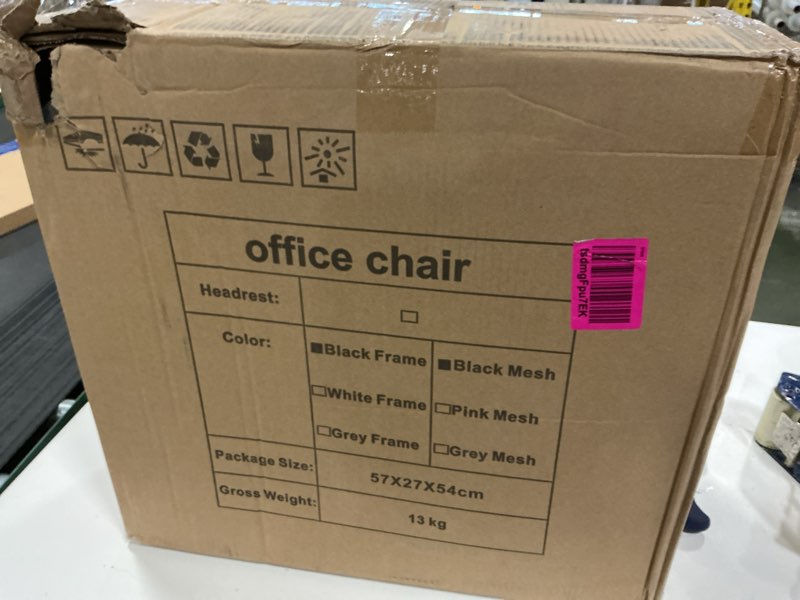 office chair
Headrest: □
Color: ■Black Frame ■Black Mesh
□White Frame □Pink Mesh
□Grey Frame □Grey Mesh
Package Size: 57X27X54cm
Gross Weight: 13 kg
tsdmgFpu7EK